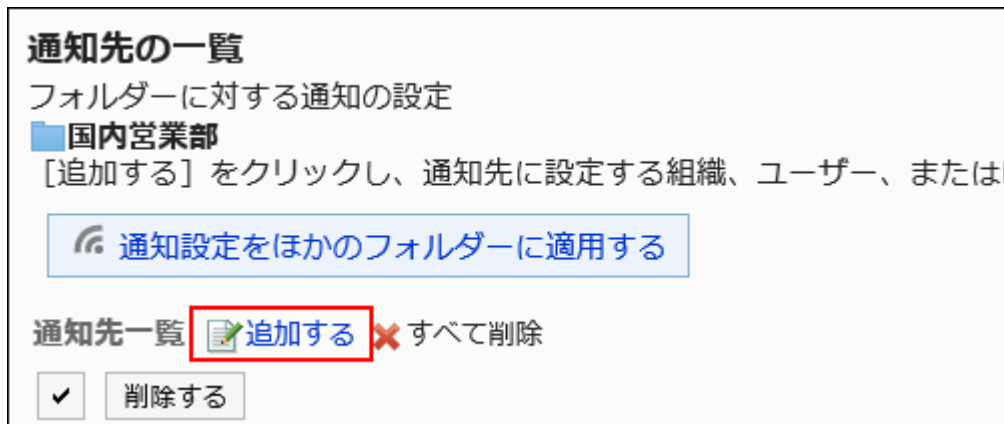 通知先の一覧
フォルダーに対する通知の設定
国内営業部
［追加する］をクリックし、通知先に設定する組織、ユーザー、または
通知設定をほかのフォルダーに適用する
通知先一覧 追加する すべて削除
削除する